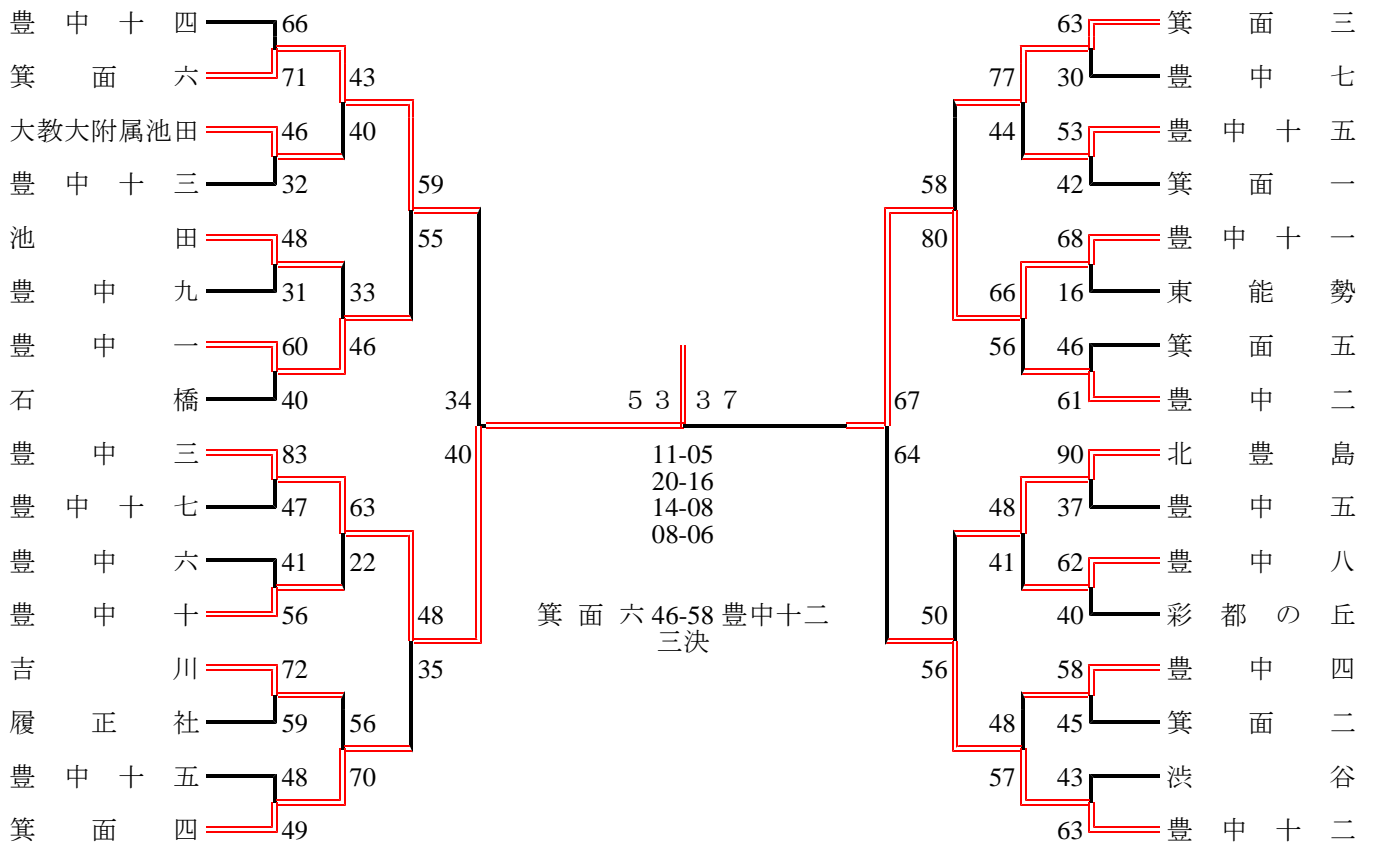 豊中十四 66 63 箕面三
箕面六 71 43 77 30 豊中七
大教大附属池田 46 40 44 53 豊中十五
豊中十三 32 59 58 42 箕面一
池田 48 55 80 68 豊中十一
豊中九 31 33 66 16 東能勢
豊中一 60 46 56 46 箕面五
石橋 40 34 53 37 67 61 豊中二
豊中三 83 40 11-05 64 90 北豊島
20-16
豊中十七 47 63 14-08 48 37 豊中五
08-06
豊中六 41 22 41 62 豊中八
豊中十 56 48 箕面六 46-58 豊中十二 50 40 彩都の丘
三決
吉川 72 35 56 58 豊中四
履正社 59 56 48 45 箕面二
豊中十五 48 70 57 43 渋谷
箕面四 49 63 豊中十二